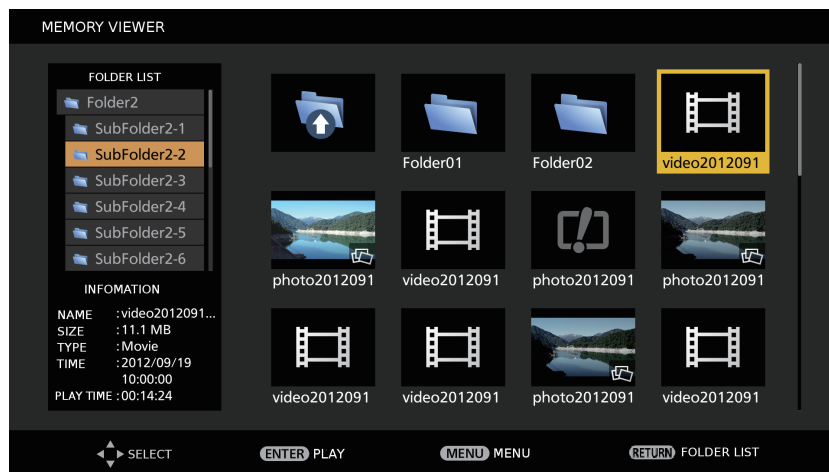 MEMORY VIEWER
FOLDER LIST
Folder2
SubFolder2-1
SubFolder2-2
SubFolder2-3
SubFolder2-4
SubFolder2-5
SubFolder2-6
INFOMATION
NAME :video2012091...
SIZE :11.1 MB
TYPE :Movie
TIME :2012/09/19
10:00:00
PLAY TIME :00:14:24
Folder01 Folder02 video2012091
photo2012091 video2012091 photo2012091 photo2012091
video2012091 video2012091 photo2012091 video2012091
SELECT ENTER PLAY MENU MENU RETURN FOLDER LIST